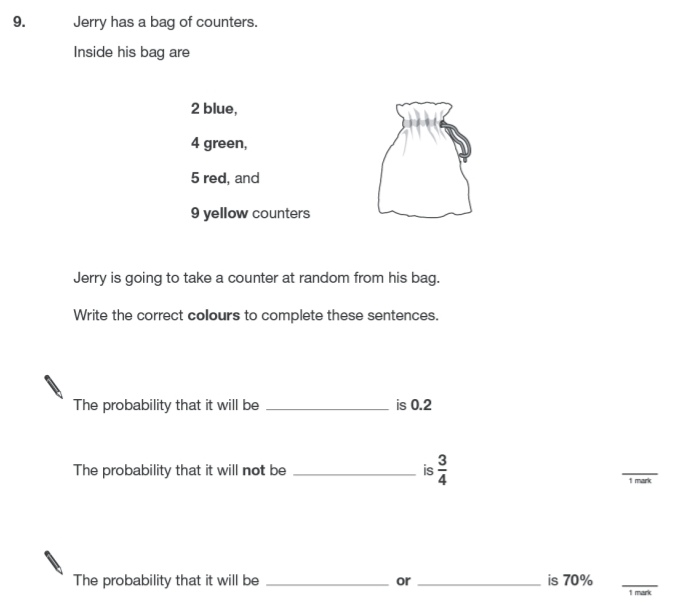 9. Jerry has a bag of counters.
Inside his bag are
2 blue,
4 green,
5 red, and
9 yellow counters
Jerry is going to take a counter at random from his bag.
Write the correct colours to complete these sentences.
The probability that it will be ______________ is 0.2
The probability that it will not be ______________ is 3/4
1 mark
The probability that it will be ______________ or ______________ is 70%
1 mark